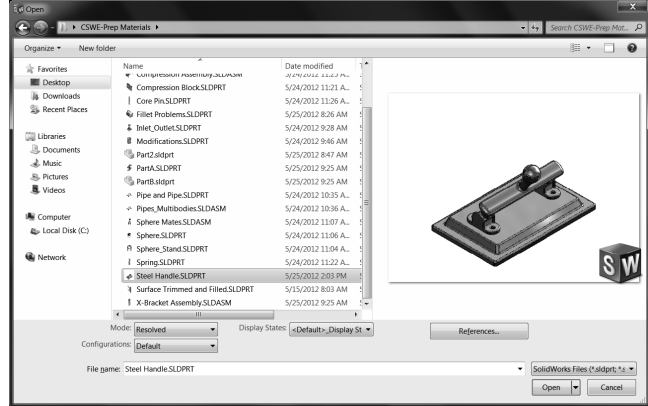 Open
CSWE-Prep Materials
Search CSWE-Prep Mat...
Organize
New folder
Favorites
Desktop
Downloads
Recent Places
Libraries
Documents
Music
Pictures
Videos
Computer
Local Disk (C:)
Network
Name Date modified
Compression Assembly.SLDASM 5/24/2012 11:25 A...
Compression Block.SLDPRT 5/24/2012 11:21 A...
Core Pin.SLDPRT 5/24/2012 11:26 A...
Fillet Problems.SLDPRT 5/25/2012 8:26 AM
Inlet_Outlet.SLDPRT 5/24/2012 9:28 AM
Modifications.SLDPRT 5/24/2012 9:46 AM
Part2.sldprt 5/25/2012 8:47 AM
PartA.SLDPRT 5/25/2012 9:25 AM
PartB.sldprt 5/25/2012 9:25 AM
Pipe and Pipe.SLDPRT 5/24/2012 10:35 A...
Pipes_Multibodies.SLDASM 5/24/2012 10:36 A...
Sphere Mates.SLDASM 5/24/2012 11:07 A...
Sphere.SLDPRT 5/24/2012 11:06 A...
Sphere_Stand.SLDPRT 5/24/2012 11:04 A...
Spring.SLDPRT 5/24/2012 11:22 A...
Steel Handle.SLDPRT 5/25/2012 2:03 PM
Surface Trimmed and Filled.SLDPRT 5/15/2012 8:03 AM
X-Bracket Assembly.SLDASM 5/25/2012 9:25 AM
SW
Mode: Resolved
Display States: <Default>_Display St
References...
Configurations: Default
File name: Steel Handle.SLDPRT
SolidWorks Files (*.sldprt; *.s
Open
Cancel